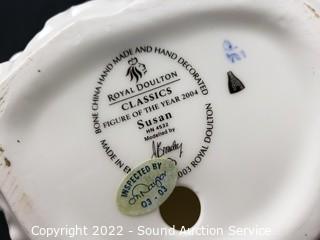 BONE CHINA HAND MADE AND HAND DECORATED
ROYAL DOULTON
CLASSICS
FIGURE OF THE YEAR 2004
Susan
HN 4532
Modelled by
MADE IN
03 ROYAL DOULTON
INSPECTED BY
03 . 03
Copyright - 2022 - Sound Auction Service